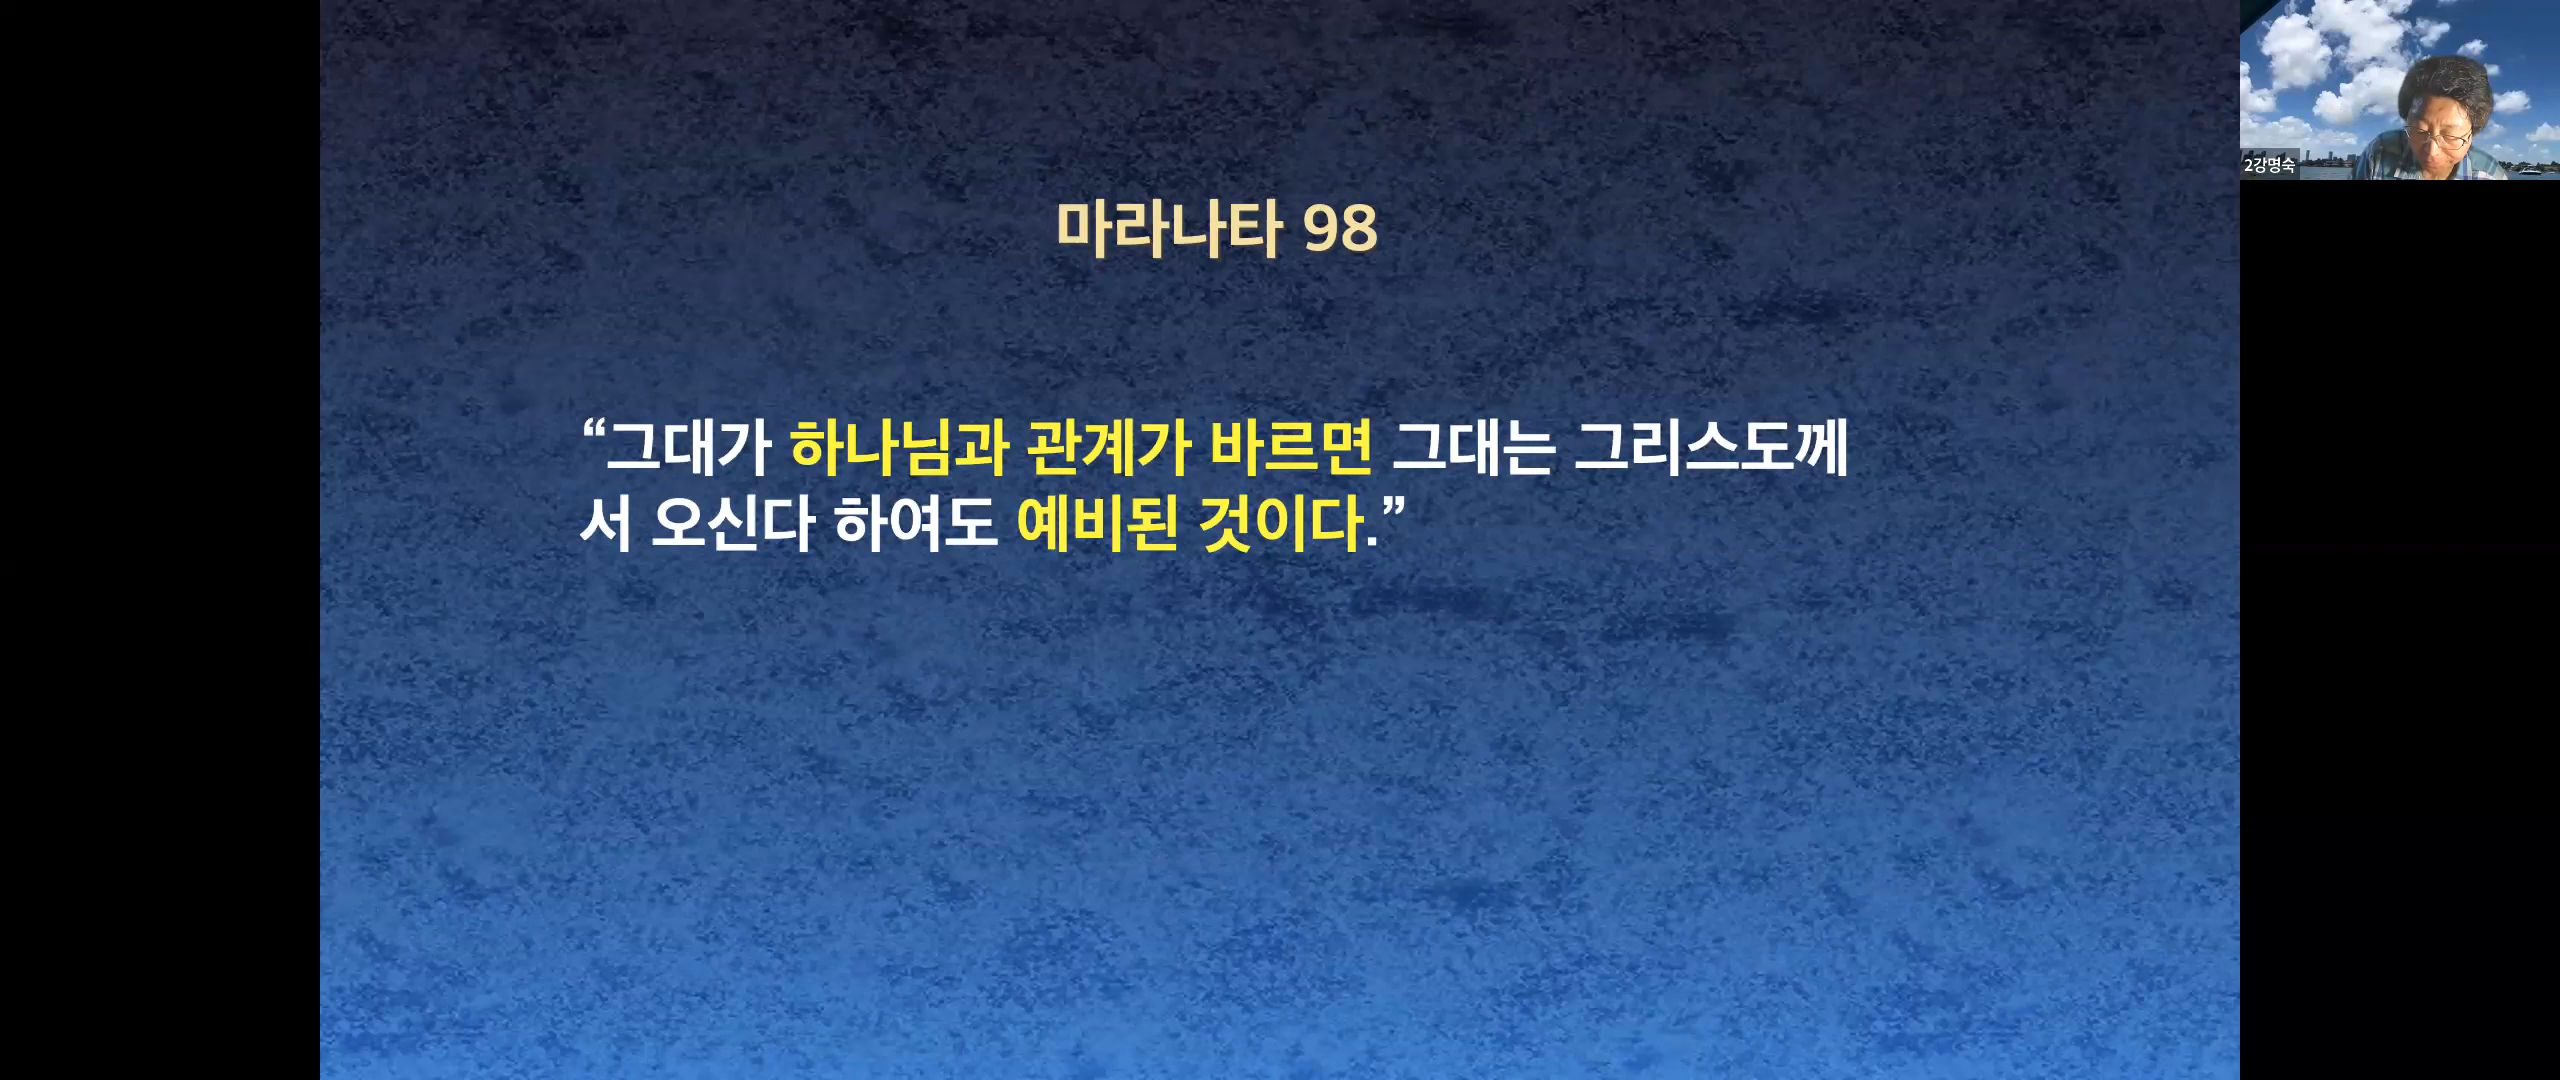 마라나타 98
“그대가 하나님과 관계가 바르면 그대는 그리스도께
서 오신다 하여도 예비된 것이다.”
2강명숙